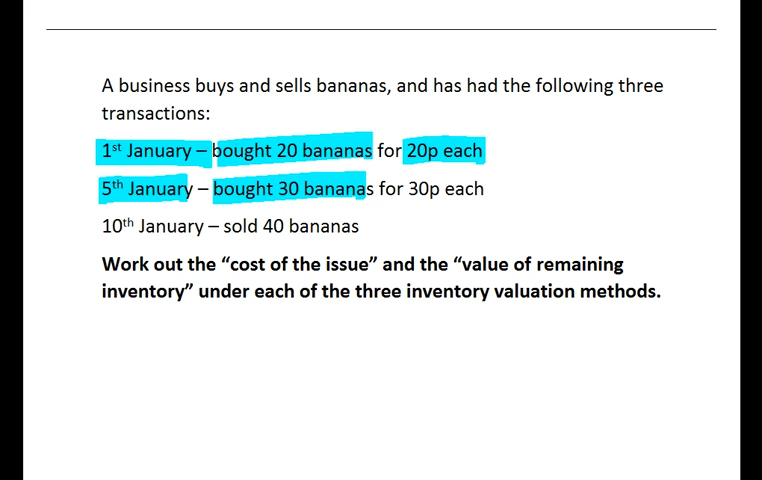 A business buys and sells bananas, and has had the following three
transactions:
1st January – bought 20 bananas for 20p each
5th January – bought 30 bananas for 30p each
10th January – sold 40 bananas
Work out the “cost of the issue” and the “value of remaining
inventory” under each of the three inventory valuation methods.